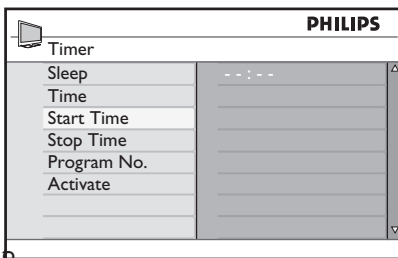 PHILIPS
Timer
Sleep
--:--
Time
Start Time
Stop Time
Program No.
Activate